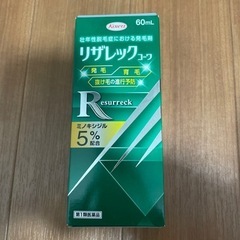 Kowa
60mL
壮年性脱毛症における発毛剤
リザレックコーワ
発毛 育毛
抜け毛の進行予防
Resurreck
ミノキシジル
5%
配合
第1類医薬品